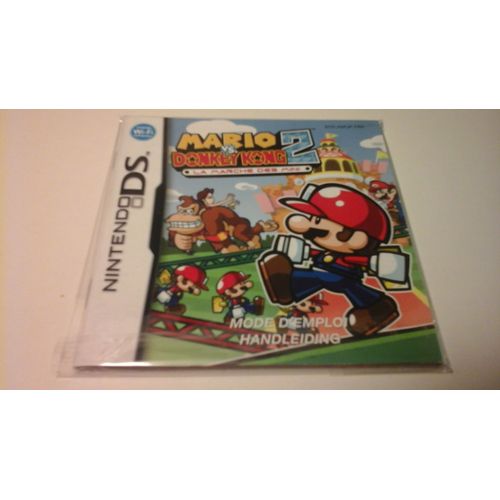 Wi-Fi
NINTENDO DS.
MARIO
VS.
DONKEY KONG 2
LA MARCHE DES MINI
MODE D'EMPLOI
HANDLEIDING